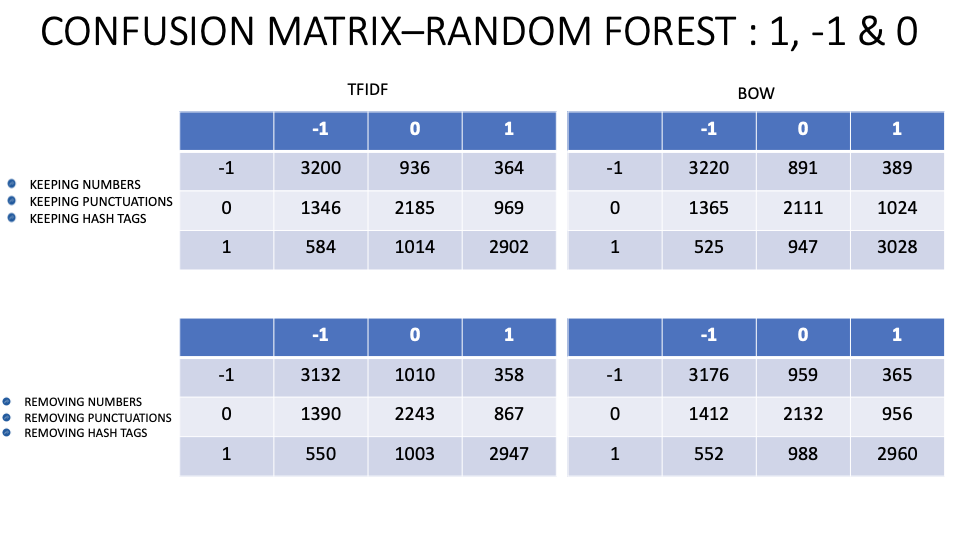 CONFUSION MATRIX–RANDOM FOREST : 1, -1 & 0
TFIDF
BOW
KEEPING NUMBERS
KEEPING PUNCTUATIONS
KEEPING HASH TAGS
-1 0 1
-1 3200 936 364
0 1346 2185 969
1 584 1014 2902
-1 0 1
-1 3220 891 389
0 1365 2111 1024
1 525 947 3028
REMOVING NUMBERS
REMOVING PUNCTUATIONS
REMOVING HASH TAGS
-1 0 1
-1 3132 1010 358
0 1390 2243 867
1 550 1003 2947
-1 0 1
-1 3176 959 365
0 1412 2132 956
1 552 988 2960